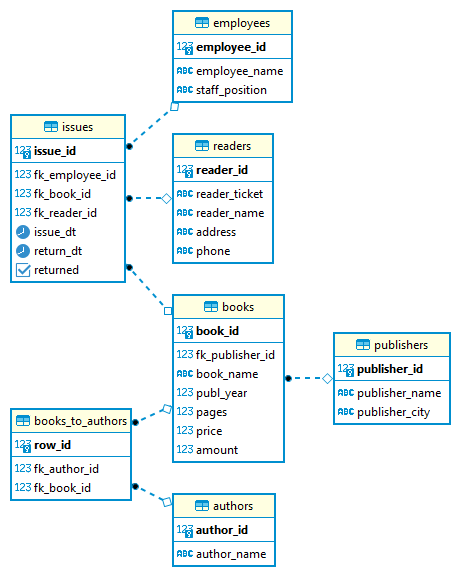 employees
123 employee_id
ABC employee_name
ABC staff_position
issues
123 issue_id
123 fk_employee_id
123 fk_book_id
123 fk_reader_id
issue_dt
return_dt
returned
readers
123 reader_id
ABC reader_ticket
ABC reader_name
ABC address
ABC phone
books
123 book_id
123 fk_publisher_id
ABC book_name
123 publ_year
123 pages
123 price
123 amount
publishers
123 publisher_id
ABC publisher_name
ABC publisher_city
books_to_authors
123 row_id
123 fk_author_id
123 fk_book_id
authors
123 author_id
ABC author_name